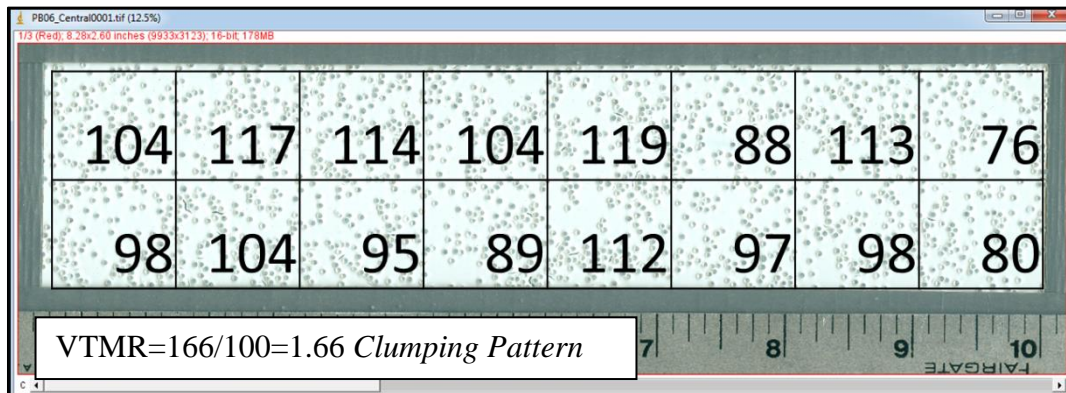 PB06_Central0001.tif (12.5%)
1/3 (Red); 8.28x2.60 inches (9933x3123); 16-bit; 178MB
104 117 114 104 119 88 113 76
98 104 95 89 112 97 98 80
VTMR=166/100=1.66 Clumping Pattern
7 8 9 10
FAIRGATE
C